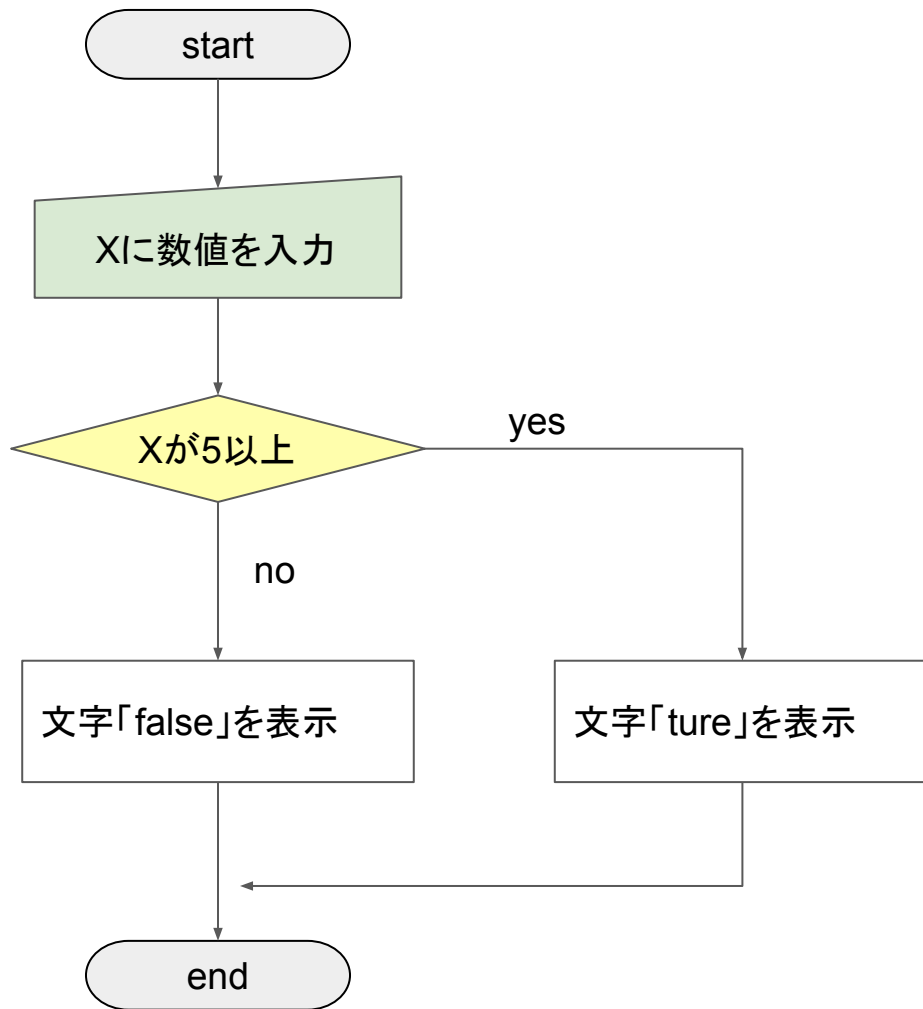 start
Xに数値を入力
Xが5以上
yes
no
文字「false」を表示
文字「ture」を表示
end